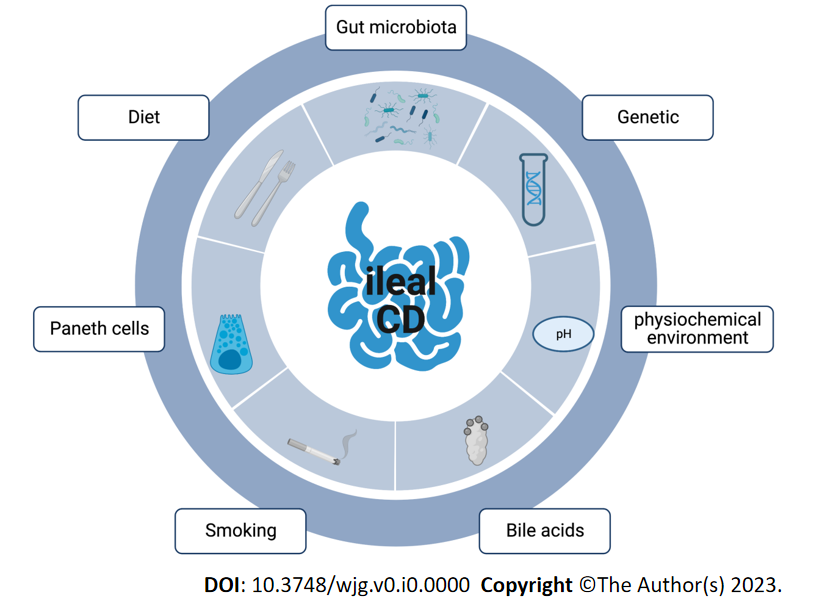 Gut microbiota
Diet
Genetic
ileal
CD
Paneth cells
pH
physiochemical
environment
Smoking
Bile acids
DOI: 10.3748/wjg.v0.i0.0000 Copyright ©The Author(s) 2023.